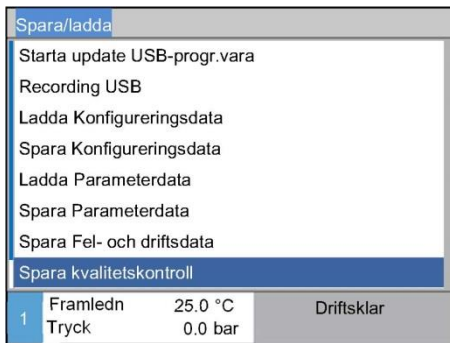 Spara/ladda
Starta update USB-progr.vara
Recording USB
Ladda Konfigureringsdata
Spara Konfigureringsdata
Ladda Parameterdata
Spara Parameterdata
Spara Fel- och driftsdata
Spara kvalitetskontroll
1 Framledn 25.0 °C Driftsklar
Tryck 0.0 bar